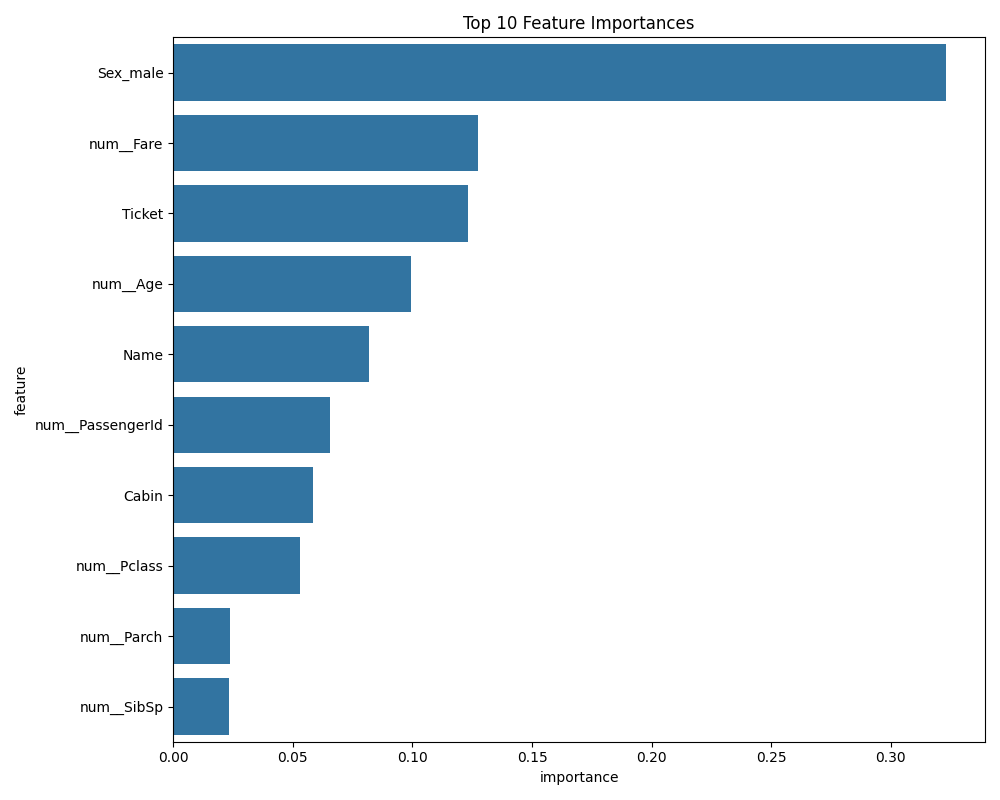 Top 10 Feature Importances
Sex_male
num__Fare
Ticket
num__Age
Name
num__PassengerId
Cabin
num__Pclass
num__Parch
num__SibSp
feature
0.00 0.05 0.10 0.15 0.20 0.25 0.30
importance